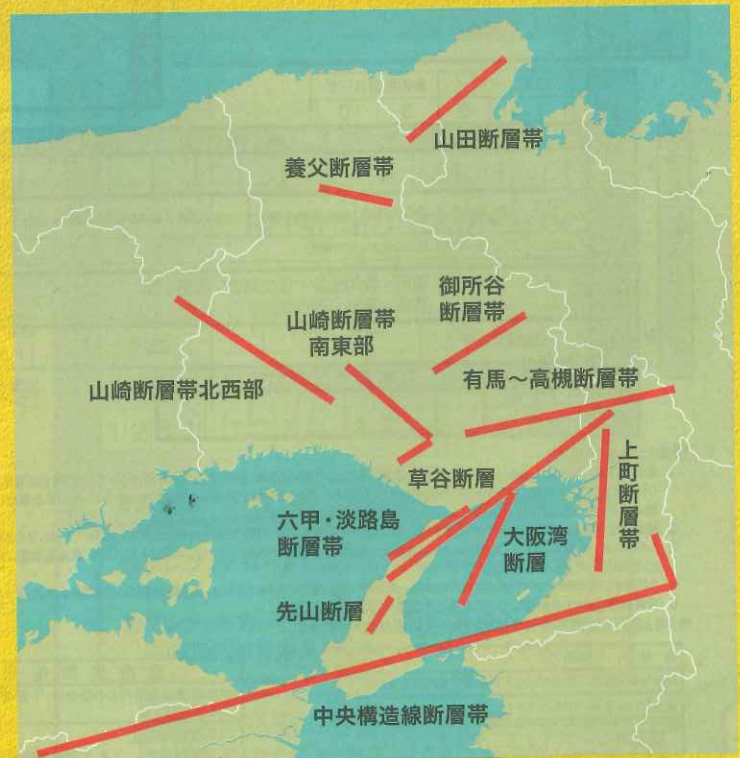 山田断層帯
養父断層帯
御所谷
断層帯
山崎断層帯
南東部
有馬～高槻断層帯
山崎断層帯北西部
上町断層帯
草谷断層
六甲・淡路島
断層帯
大阪湾
断層
先山断層
中央構造線断層帯